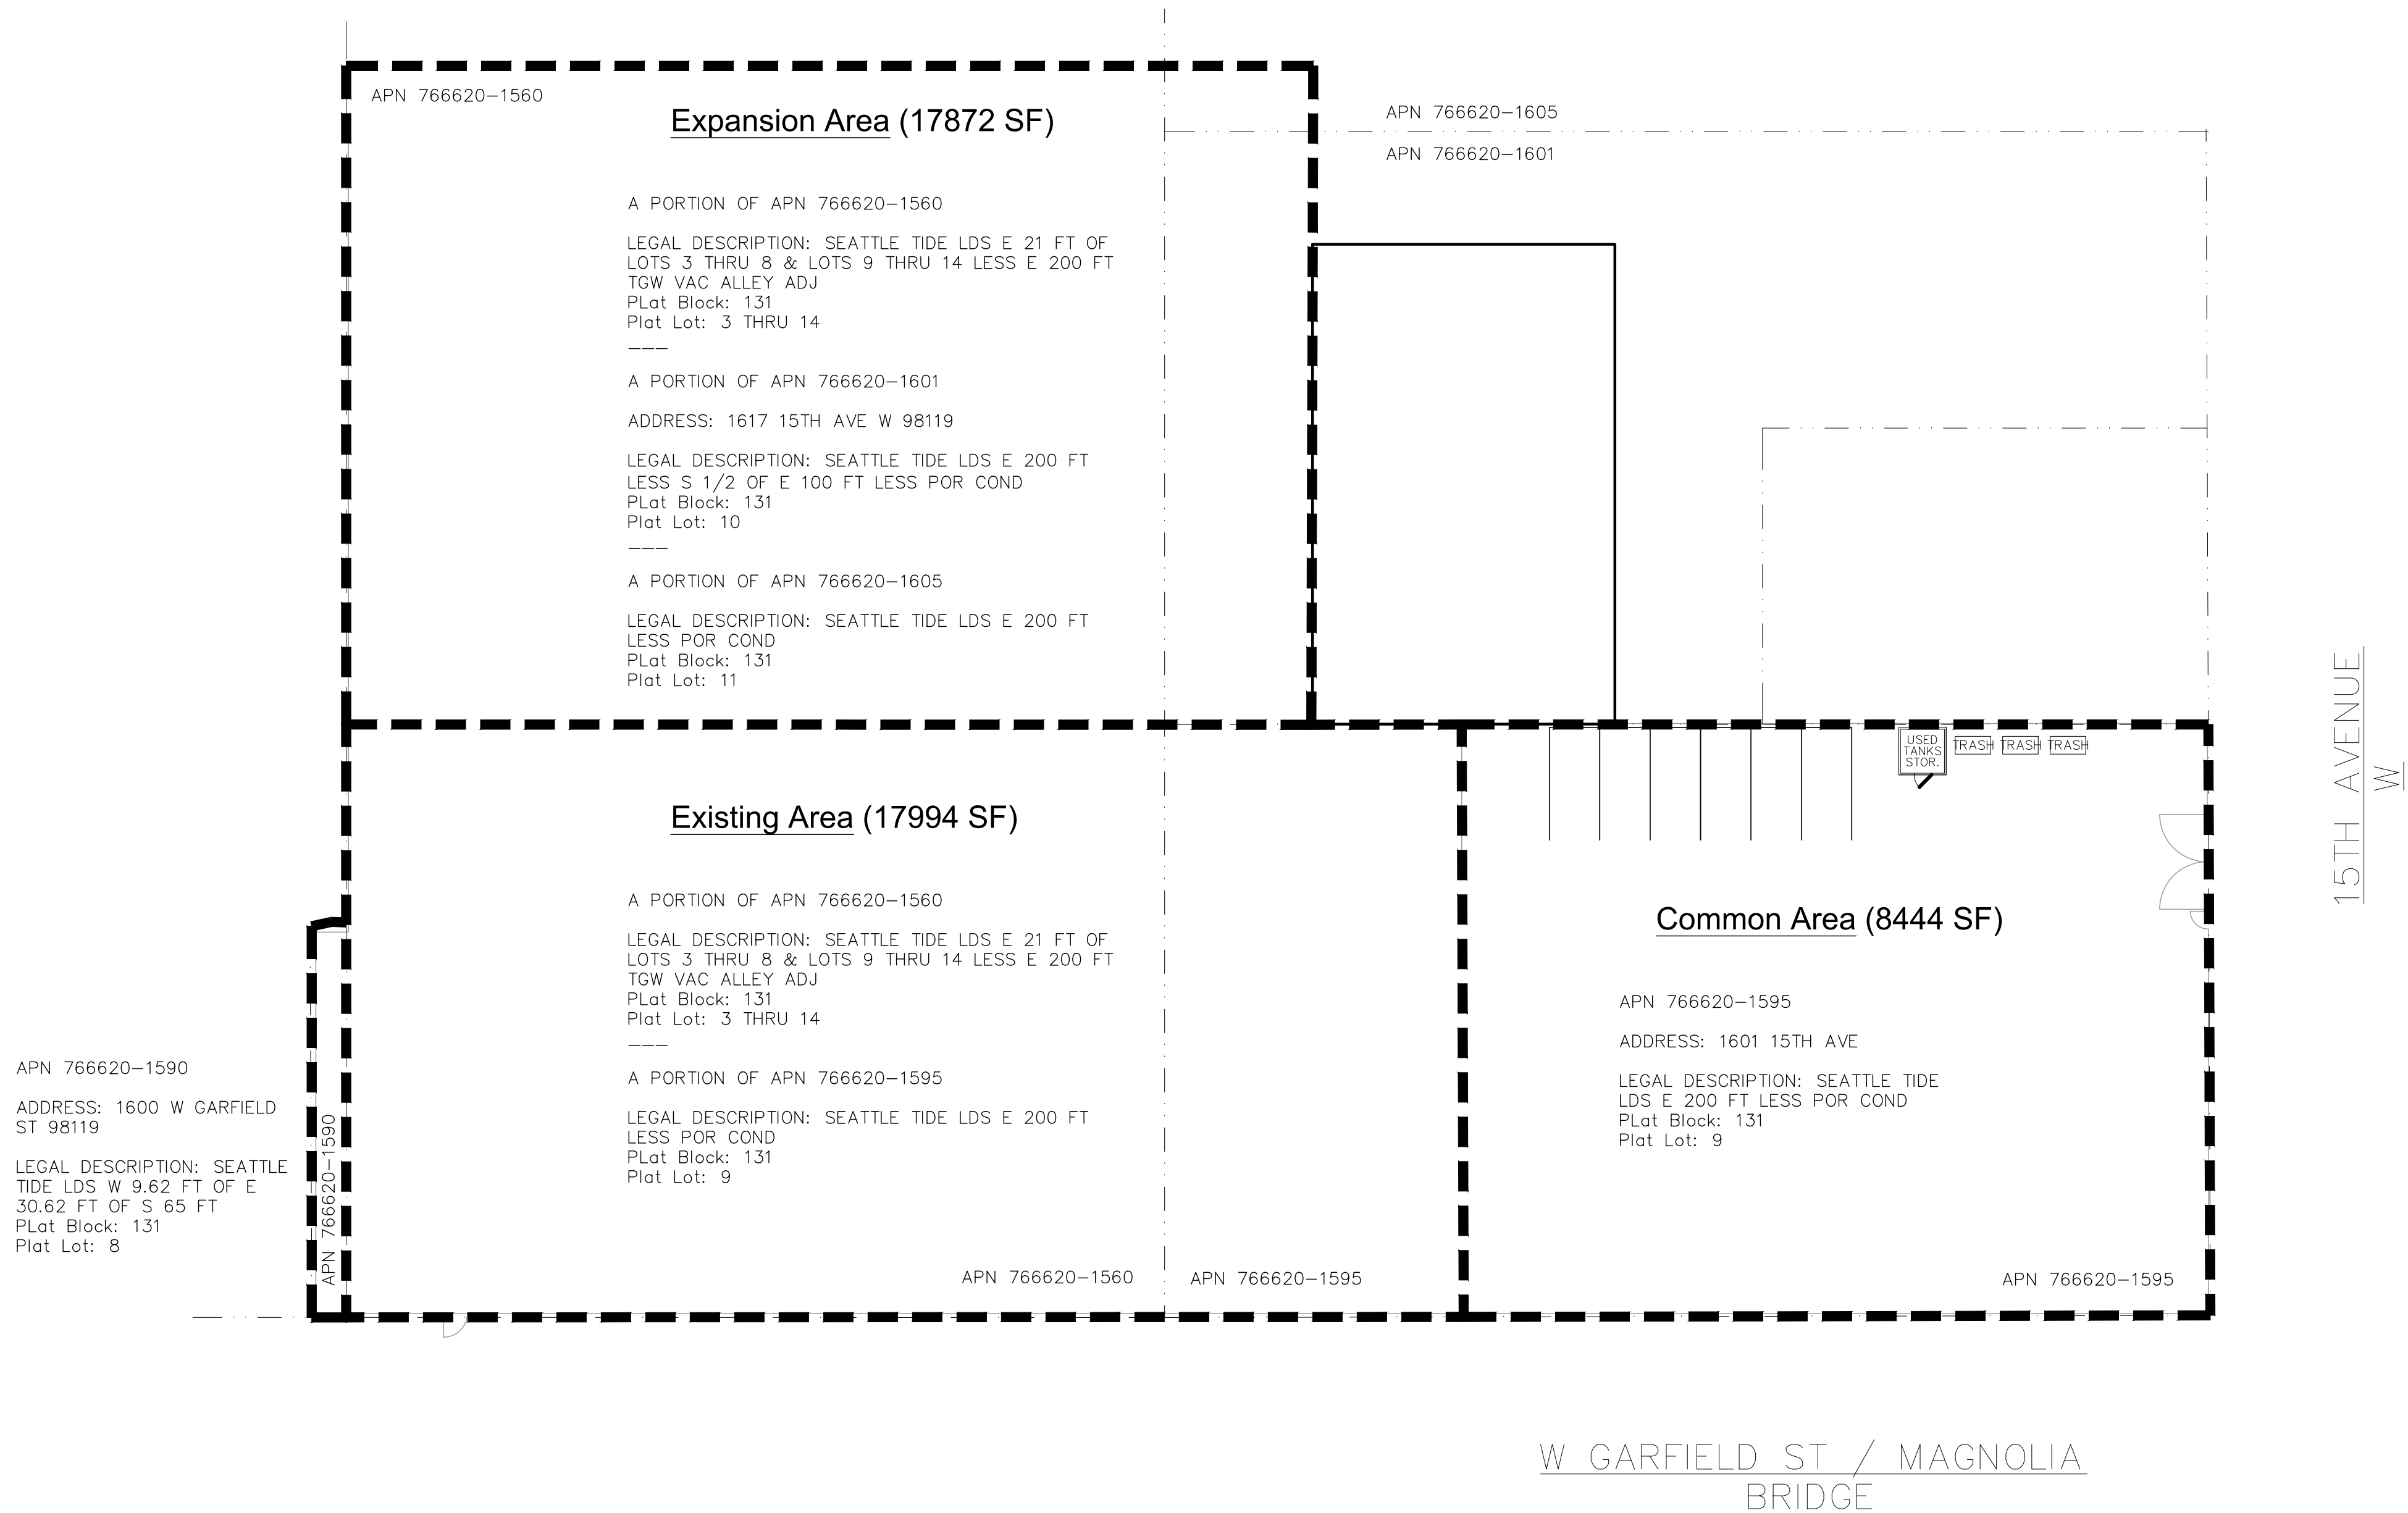 APN 766620-1560
Expansion Area (17872 SF)
A PORTION OF APN 766620-1560
LEGAL DESCRIPTION: SEATTLE TIDE LDS E 21 FT OF
LOTS 3 THRU 8 & LOTS 9 THRU 14 LESS E 200 FT
TGW VAC ALLEY ADJ
PLat Block: 131
Plat Lot: 3 THRU 14
---
A PORTION OF APN 766620-1601
ADDRESS: 1617 15TH AVE W 98119
LEGAL DESCRIPTION: SEATTLE TIDE LDS E 200 FT
LESS S 1/2 OF E 100 FT LESS POR COND
PLat Block: 131
Plat Lot: 10
---
A PORTION OF APN 766620-1605
LEGAL DESCRIPTION: SEATTLE TIDE LDS E 200 FT
LESS POR COND
PLat Block: 131
Plat Lot: 11
APN 766620-1605
APN 766620-1601
Existing Area (17994 SF)
A PORTION OF APN 766620-1560
LEGAL DESCRIPTION: SEATTLE TIDE LDS E 21 FT OF
LOTS 3 THRU 8 & LOTS 9 THRU 14 LESS E 200 FT
TGW VAC ALLEY ADJ
PLat Block: 131
Plat Lot: 3 THRU 14
---
A PORTION OF APN 766620-1595
LEGAL DESCRIPTION: SEATTLE TIDE LDS E 200 FT
LESS POR COND
PLat Block: 131
Plat Lot: 9
APN 766620-1560
APN 766620-1595
USED
TANKS
STOR.
TRASH
TRASH
TRASH
Common Area (8444 SF)
APN 766620-1595
ADDRESS: 1601 15TH AVE
LEGAL DESCRIPTION: SEATTLE TIDE
LDS E 200 FT LESS POR COND
PLat Block: 131
Plat Lot: 9
APN 766620-1595
APN 766620-1590
ADDRESS: 1600 W GARFIELD
ST 98119
LEGAL DESCRIPTION: SEATTLE
TIDE LDS W 9.62 FT OF E
30.62 FT OF S 65 FT
PLat Block: 131
Plat Lot: 8
APN 766620-1590
15TH AVENUE
W
W GARFIELD ST / MAGNOLIA
BRIDGE